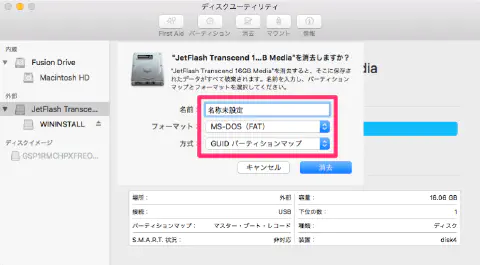 ディスクユーティリティ
First Aid パーティション 消去 マウント 情報
内蔵
Fusion Drive
Macintosh HD
外部
JetFlash Transce...
WININSTALL
ディスクイメージ
"JetFlash Transcend 1...B Media"を消去しますか?
"JetFlash Transcend 16GB Media"を消去すると、そこに保存され
たデータがすべて破棄されます。名前を入力し、パーティション
マップとフォーマットを選択してください。
dia
名前:
名称未設定
フォーマット:
MS-DOS（FAT）
方式:
GUID パーティションマップ
キャンセル
消去
場所: 外部
容量: 16.06 GB
接続: USB
下位の数: 1
パーティションマップ: マスター・ブート・レコード
種類: ディスク
S.M.A.R.T. 状況: 非対応
装置: disk4